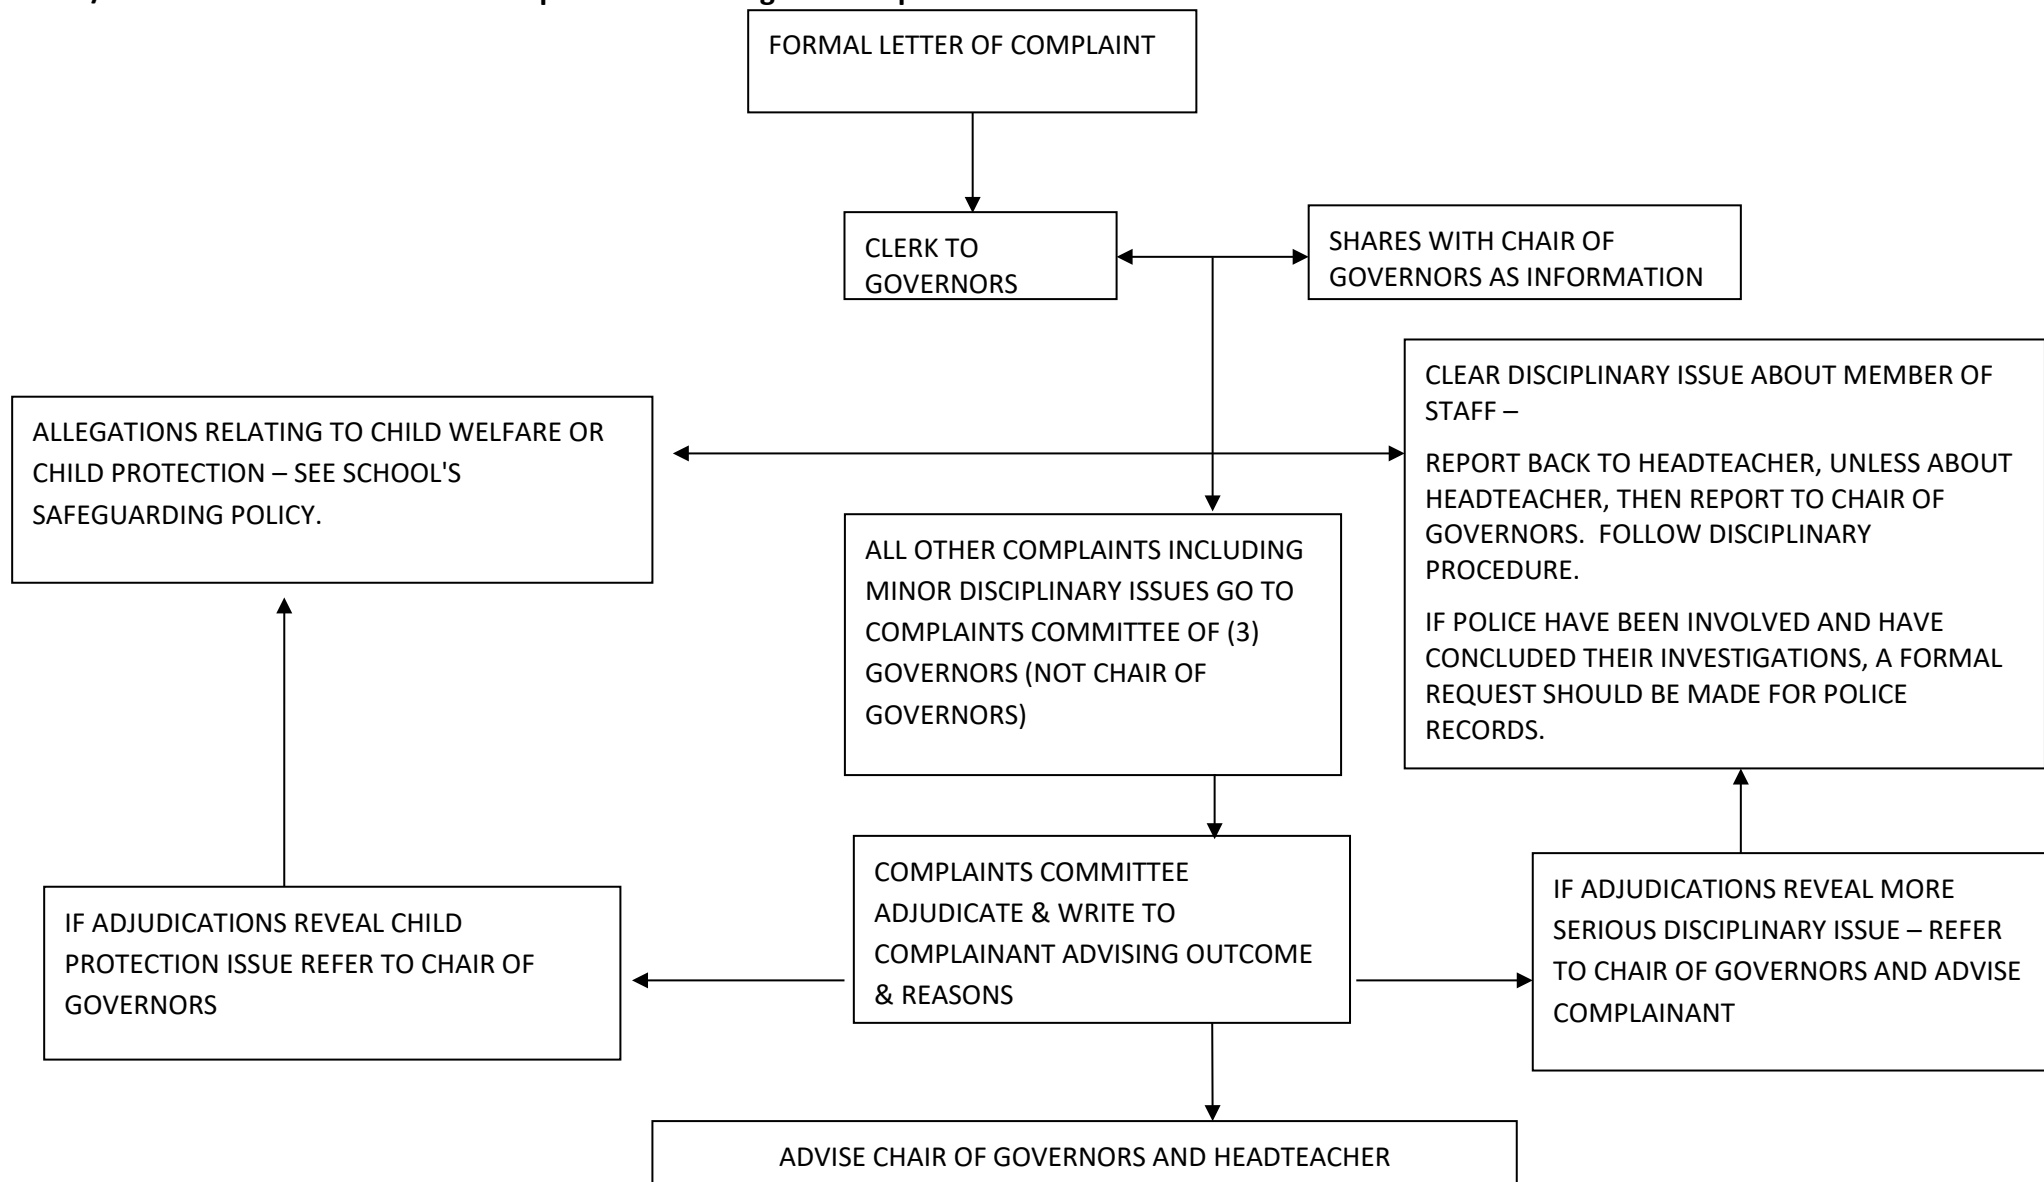 FORMAL LETTER OF COMPLAINT
CLERK TO
GOVERNORS
SHARES WITH CHAIR OF
GOVERNORS AS INFORMATION
ALLEGATIONS RELATING TO CHILD WELFARE OR
CHILD PROTECTION – SEE SCHOOL'S
SAFEGUARDING POLICY.
CLEAR DISCIPLINARY ISSUE ABOUT MEMBER OF
STAFF –
REPORT BACK TO HEADTEACHER, UNLESS ABOUT
HEADTEACHER, THEN REPORT TO CHAIR OF
GOVERNORS.  FOLLOW DISCIPLINARY
PROCEDURE.
IF POLICE HAVE BEEN INVOLVED AND HAVE
CONCLUDED THEIR INVESTIGATIONS, A FORMAL
REQUEST SHOULD BE MADE FOR POLICE
RECORDS.
ALL OTHER COMPLAINTS INCLUDING
MINOR DISCIPLINARY ISSUES GO TO
COMPLAINTS COMMITTEE OF (3)
GOVERNORS (NOT CHAIR OF
GOVERNORS)
IF ADJUDICATIONS REVEAL CHILD
PROTECTION ISSUE REFER TO CHAIR OF
GOVERNORS
COMPLAINTS COMMITTEE
ADJUDICATE & WRITE TO
COMPLAINANT ADVISING OUTCOME
& REASONS
IF ADJUDICATIONS REVEAL MORE
SERIOUS DISCIPLINARY ISSUE – REFER
TO CHAIR OF GOVERNORS AND ADVISE
COMPLAINANT
ADVISE CHAIR OF GOVERNORS AND HEADTEACHER